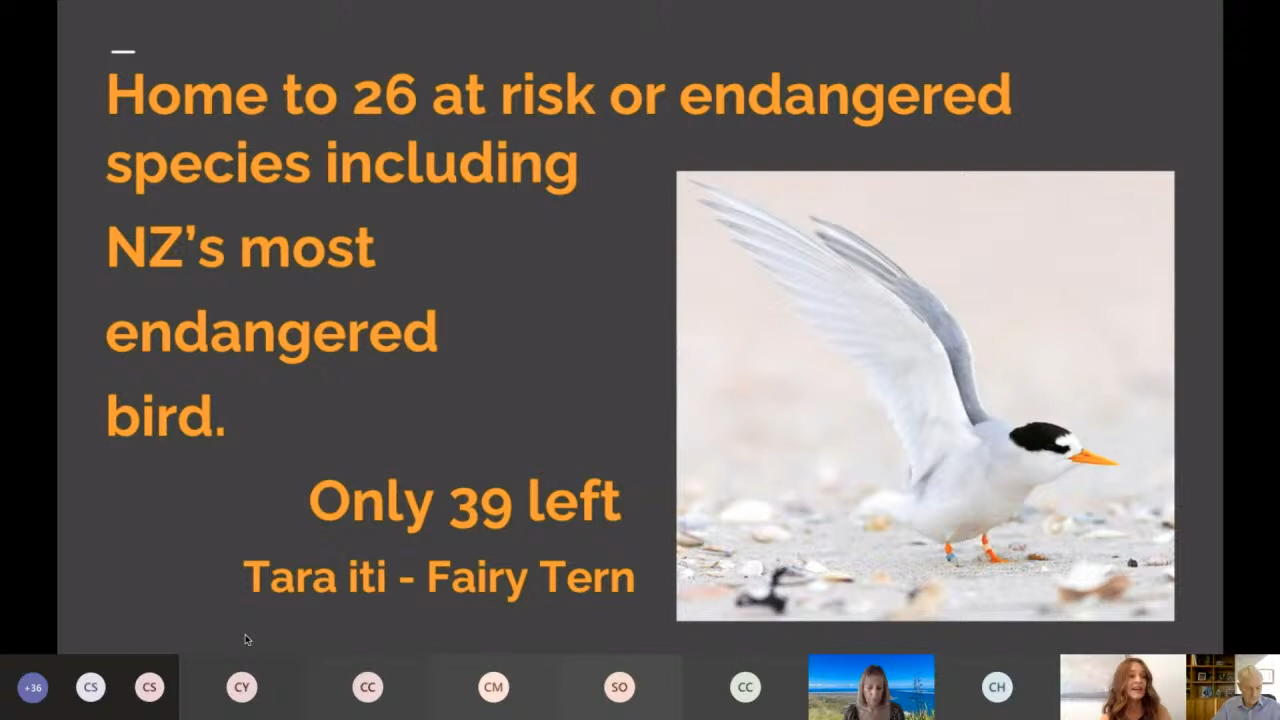 Home to 26 at risk or endangered
species including
NZ's most
endangered
bird.
Only 39 left
Tara iti - Fairy Tern
+36
CS
CS
CY
CC
CM
SO
CC
CH